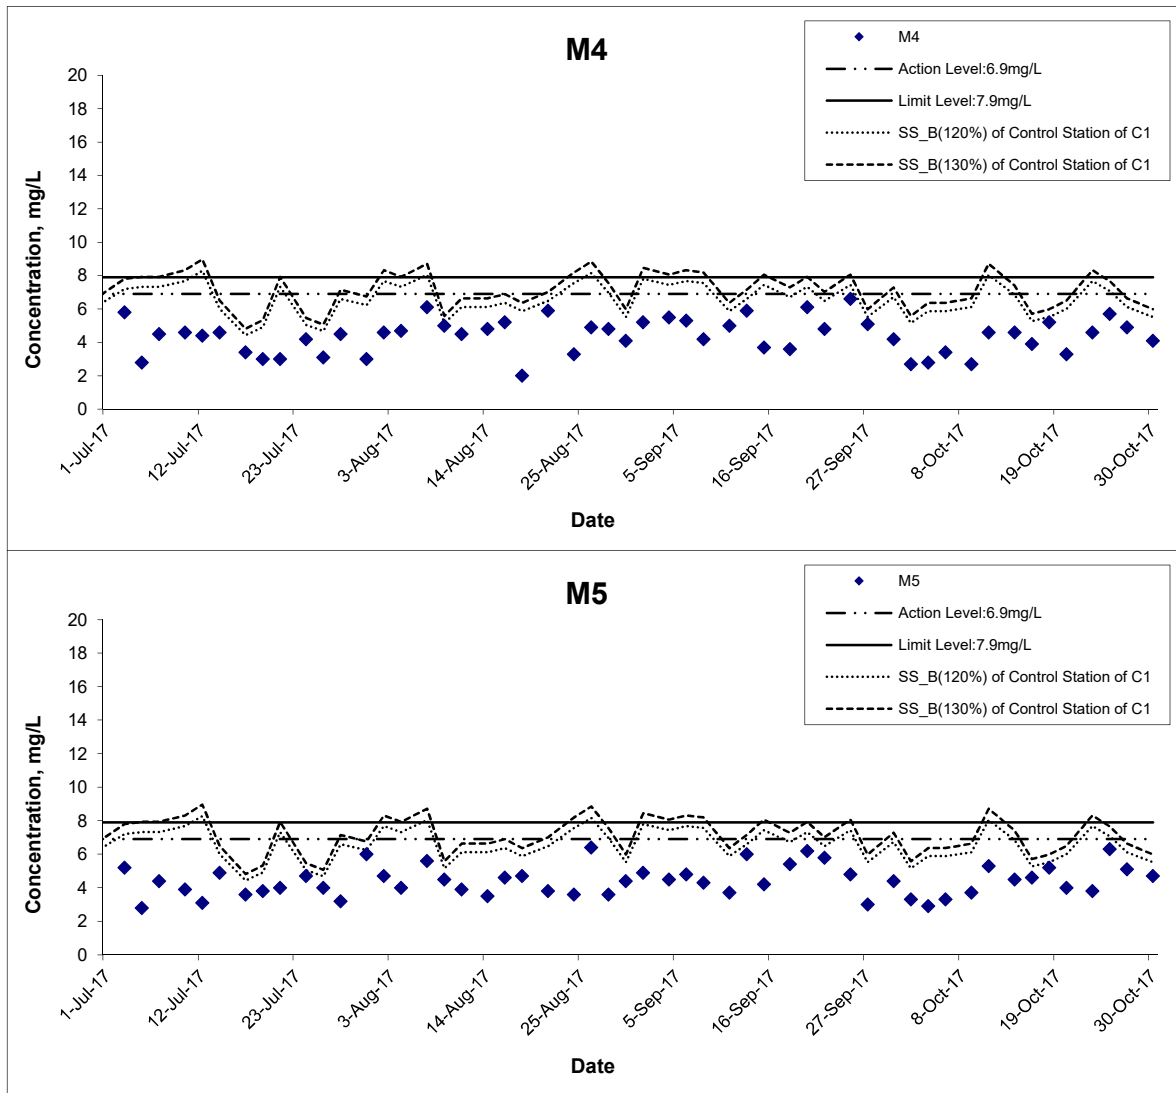 M4
M4
Action Level:6.9mg/L
Limit Level:7.9mg/L
SS_B(120%) of Control Station of C1
SS_B(130%) of Control Station of C1
Concentration, mg/L
20
18
16
14
12
10
8
6
4
2
0
1-Jul-17
12-Jul-17
23-Jul-17
3-Aug-17
14-Aug-17
25-Aug-17
5-Sep-17
16-Sep-17
27-Sep-17
8-Oct-17
19-Oct-17
30-Oct-17
Date
M5
M5
Action Level:6.9mg/L
Limit Level:7.9mg/L
SS_B(120%) of Control Station of C1
SS_B(130%) of Control Station of C1
Concentration, mg/L
20
18
16
14
12
10
8
6
4
2
0
1-Jul-17
12-Jul-17
23-Jul-17
3-Aug-17
14-Aug-17
25-Aug-17
5-Sep-17
16-Sep-17
27-Sep-17
8-Oct-17
19-Oct-17
30-Oct-17
Date